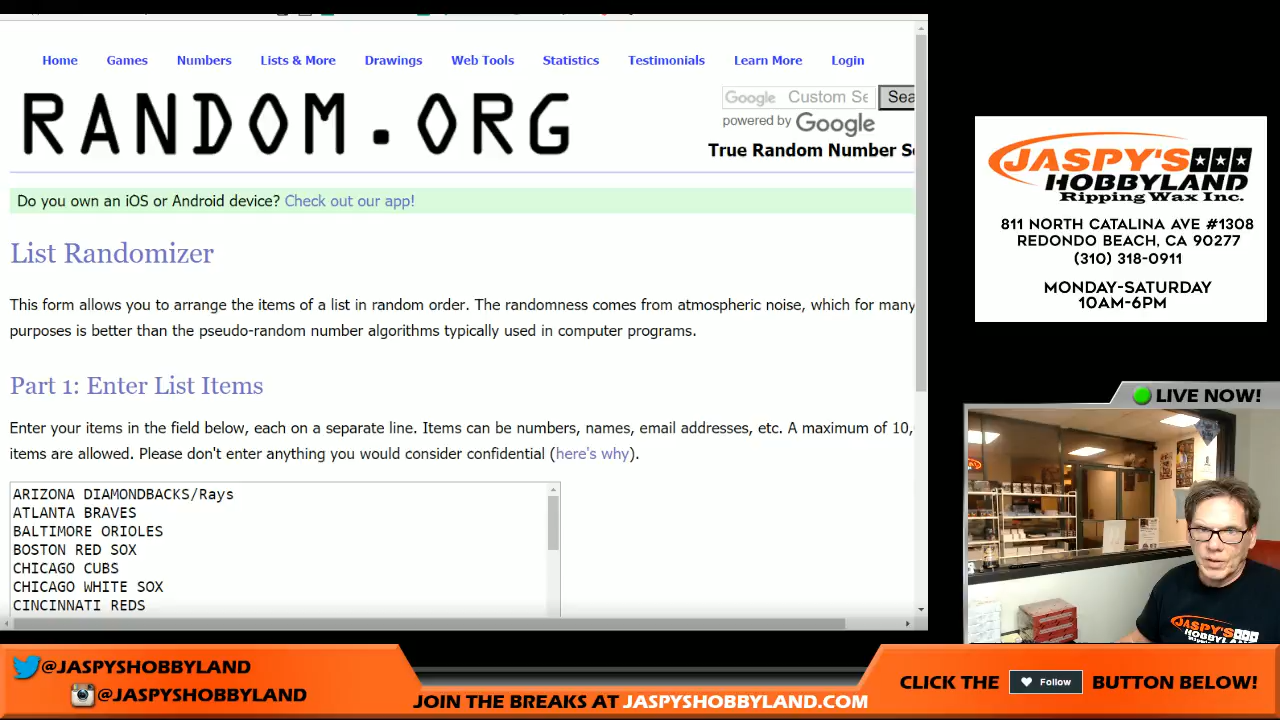 Home Games Numbers Lists & More Drawings Web Tools Statistics Testimonials Learn More Login
RANDOM.ORG
Google Custom Se
Sea
powered by Google
True Random Number S
Do you own an iOS or Android device? Check out our app!
List Randomizer
This form allows you to arrange the items of a list in random order. The randomness comes from atmospheric noise, which for many
purposes is better than the pseudo-random number algorithms typically used in computer programs.
Part 1: Enter List Items
Enter your items in the field below, each on a separate line. Items can be numbers, names, email addresses, etc. A maximum of 10,
items are allowed. Please don't enter anything you would consider confidential (here's why).
ARIZONA DIAMONDBACKS/Rays
ATLANTA BRAVES
BALTIMORE ORIOLES
BOSTON RED SOX
CHICAGO CUBS
CHICAGO WHITE SOX
CINCINNATI REDS
JASPY'S
HOBBYLAND
Ripping Wax Inc.
811 NORTH CATALINA AVE #1308
REDONDO BEACH, CA 90277
(310) 318-0911
MONDAY-SATURDAY
10AM-6PM
LIVE NOW!
JASPY'S
HOBBYLAND
@JASPYSHOBBYLAND
@JASPYSHOBBYLAND
JOIN THE BREAKS AT JASPYSHOBBYLAND.COM
CLICK THE Follow BUTTON BELOW!